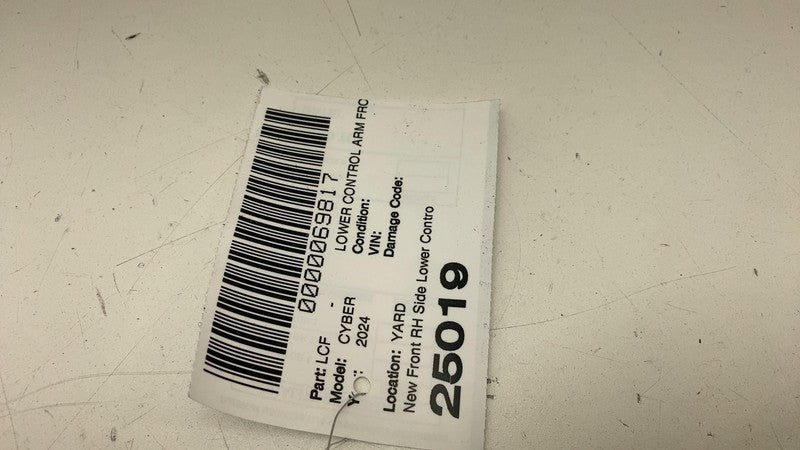 0000069817
Part: LCF - LOWER CONTROL ARM FRO
Model: CYBER Condition:
2024 VIN:
Damage Code:
Location: YARD
New Front RH Side Lower Contro
25019